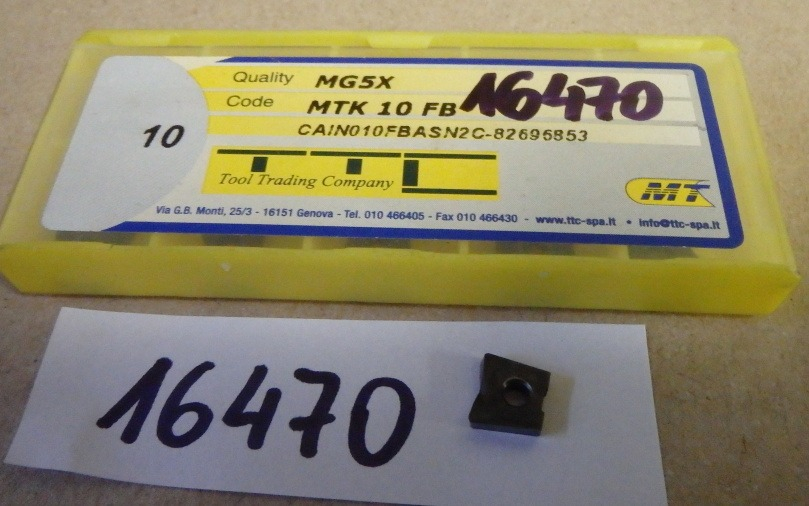 Quality MG5X
16470
Code MTK 10 FB
10
CAIN010FBASN2C-82695853
TTC
Tool Trading Company
MT
Via G.B. Monti, 25/3 - 16151 Genova - Tel. 010 466405 - Fax 010 466430 - www.ttc-spa.it • info@ttc-spa.it
16470